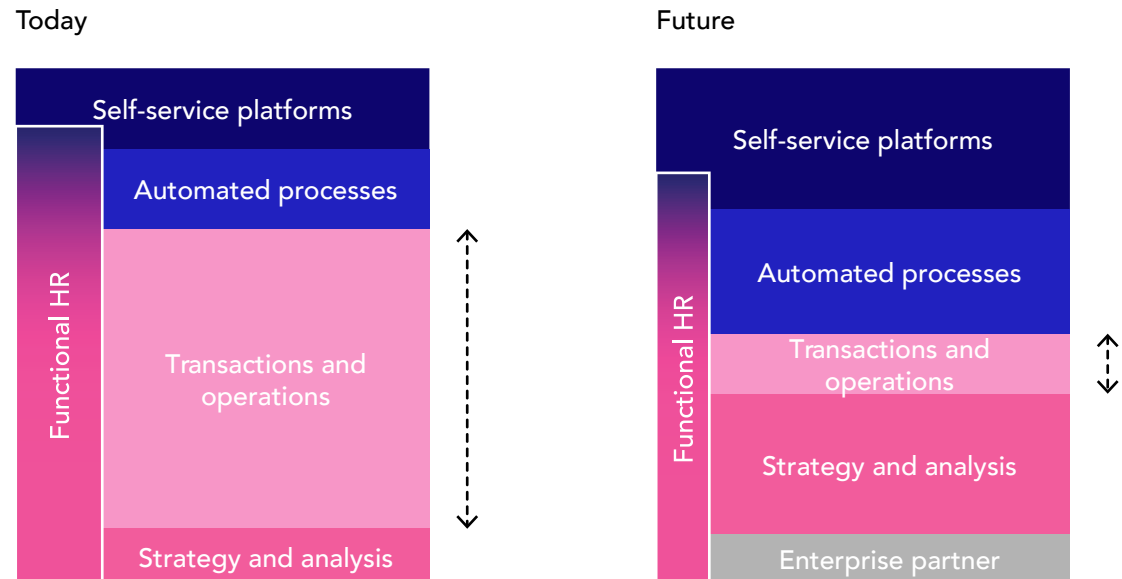 Today
Self-service platforms
Automated processes
Functional HR
Transactions and
operations
Strategy and analysis
Future
Self-service platforms
Automated processes
Functional HR
Transactions and
operations
Strategy and analysis
Enterprise partner